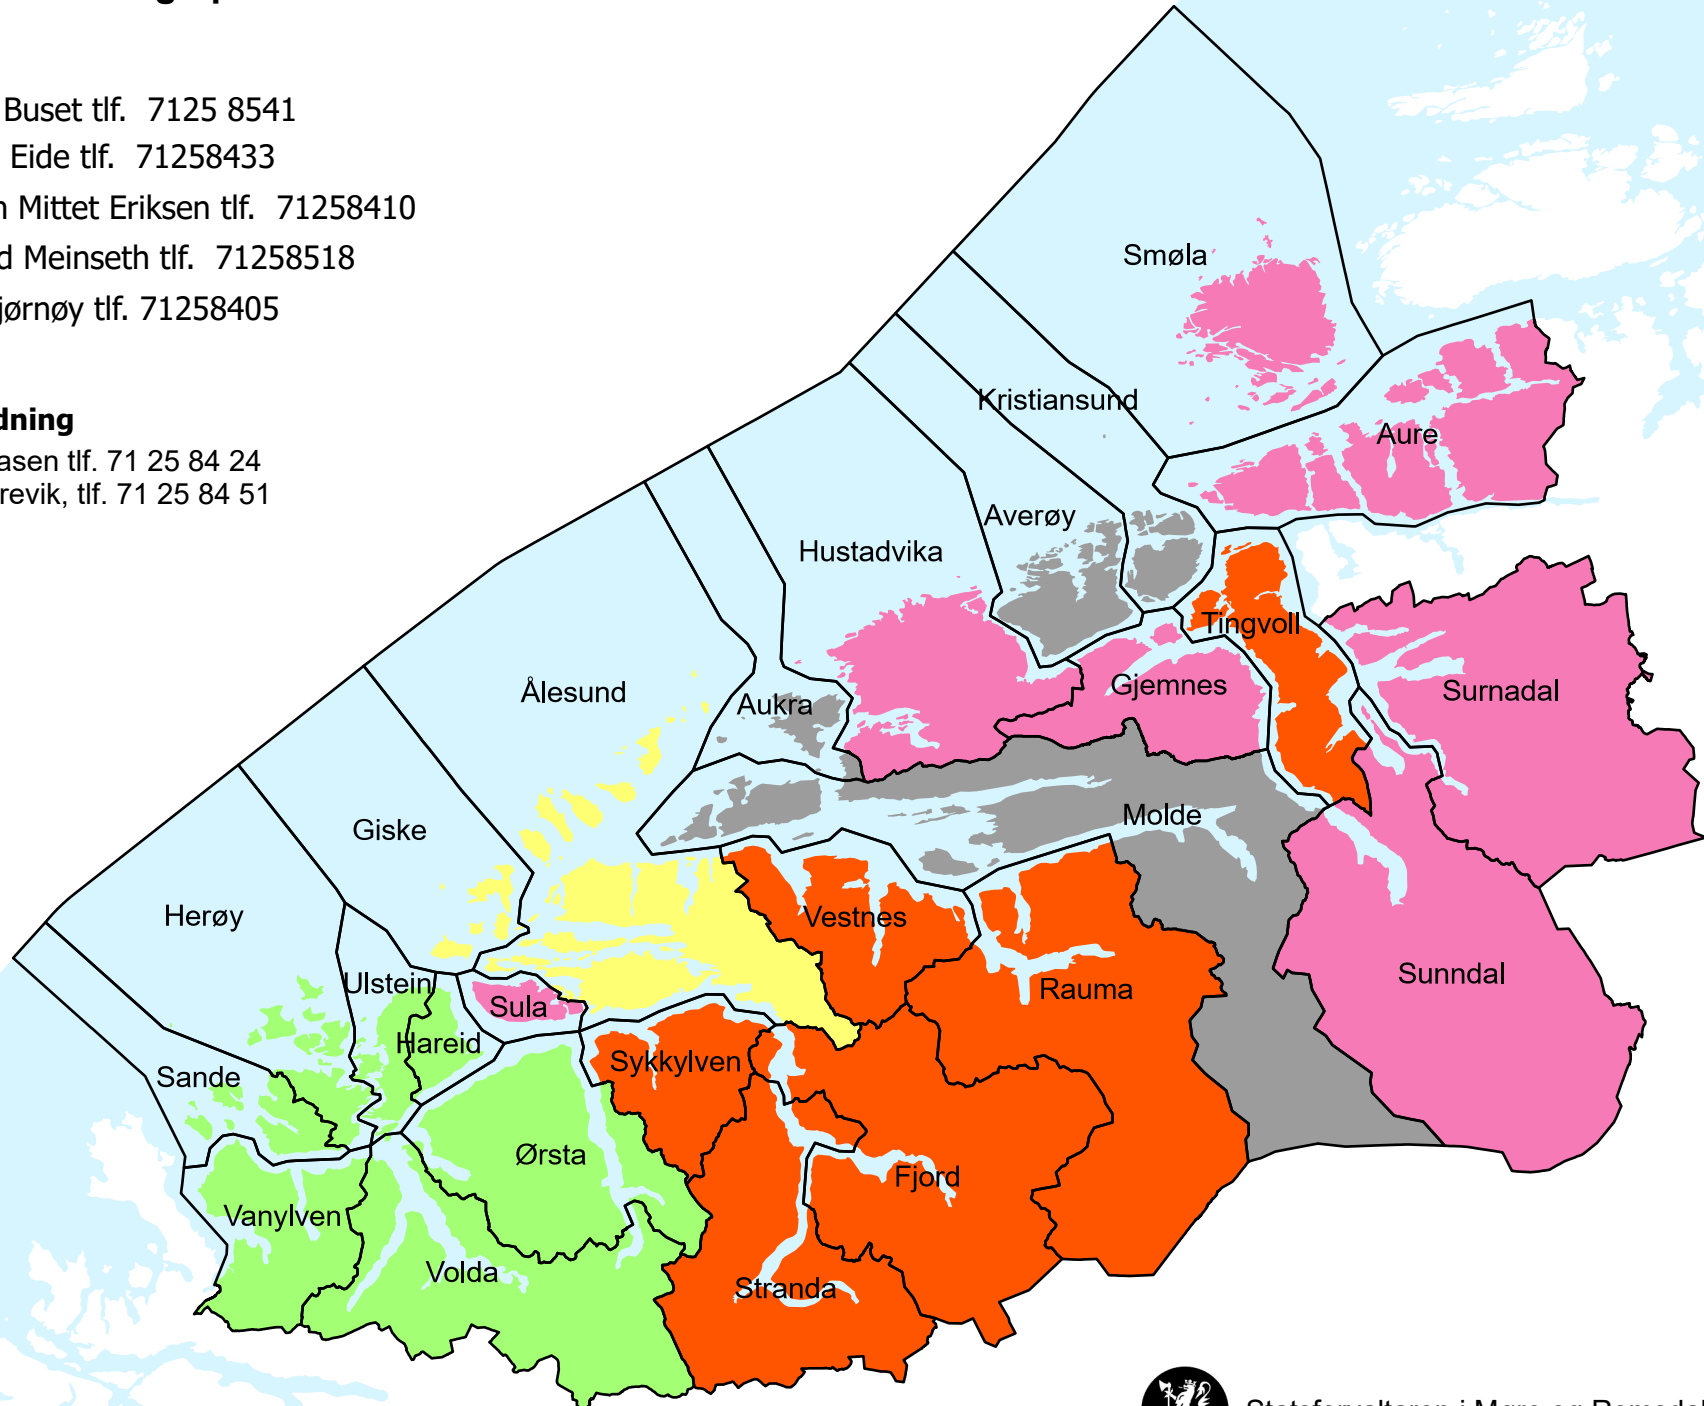 Buset tlf. 7125 8541
Eide tlf. 71258433
Mittet Eriksen tlf. 71258410
Meinseth tlf. 71258518
jørnøy tlf. 71258405
dning
asen tlf. 71 25 84 24
revik, tlf. 71 25 84 51
Smøla
Kristiansund
Aure
Averøy
Hustadvika
Tingvoll
Gjemnes
Surnadal
Ålesund
Aukra
Molde
Giske
Herøy
Vestnes
Sunndal
Ulstein
Rauma
Sula
Hareid
Sykkylven
Sande
Ørsta
Fjord
Vanylven
Volda
Stranda